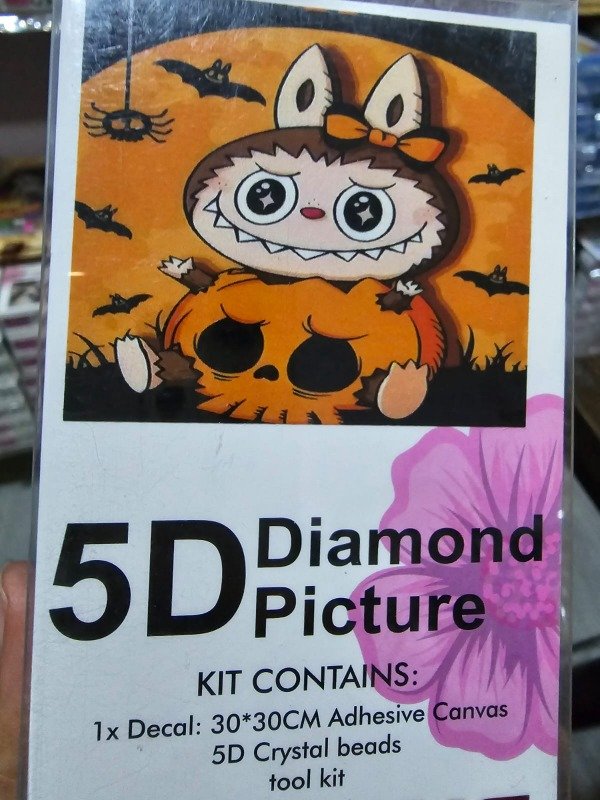 5D Diamond
Picture
KIT CONTAINS:
1x Decal: 30*30CM Adhesive Canvas
5D Crystal beads
tool kit